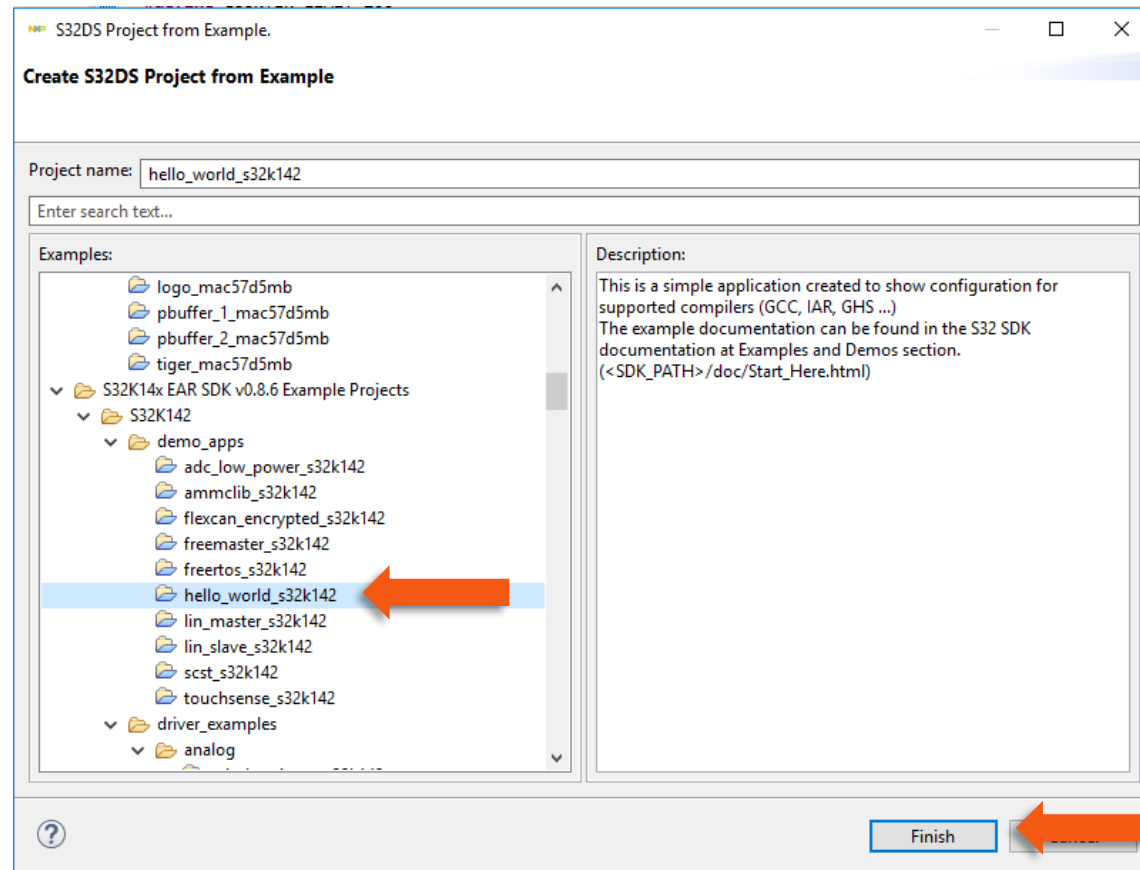 S32DS Project from Example.
Create S32DS Project from Example
Project name: hello_world_s32k142
Enter search text...
Examples:
logo_mac57d5mb
pbuffer_1_mac57d5mb
pbuffer_2_mac57d5mb
tiger_mac57d5mb
S32K14x EAR SDK v0.8.6 Example Projects
S32K142
demo_apps
adc_low_power_s32k142
ammclib_s32k142
flexcan_encrypted_s32k142
freemaster_s32k142
freertos_s32k142
hello_world_s32k142
lin_master_s32k142
lin_slave_s32k142
scst_s32k142
touchsense_s32k142
driver_examples
analog
Description:
This is a simple application created to show configuration for
supported compilers (GCC, IAR, GHS ...)
The example documentation can be found in the S32 SDK
documentation at Examples and Demos section.
(<SDK_PATH>/doc/Start_Here.html)
Finish